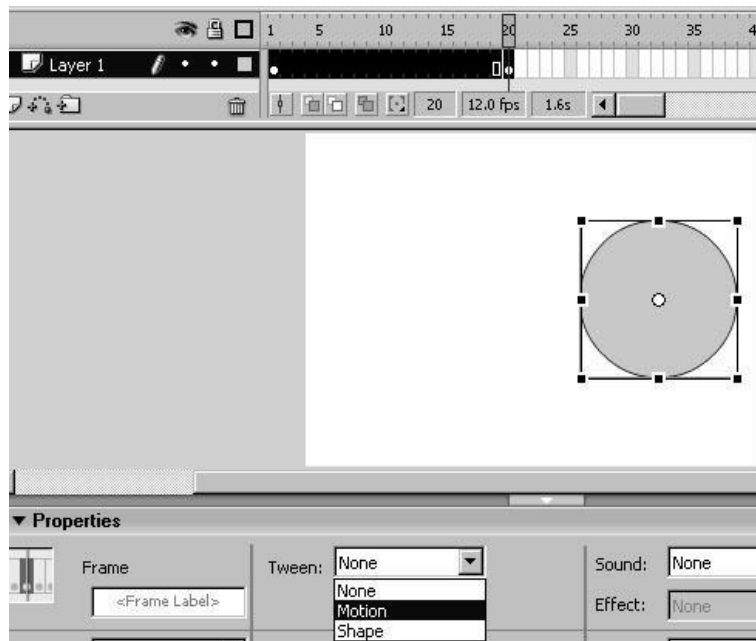 1 5 10 15 20 25 30 35
Layer 1
20 12.0 fps 1.6s
Properties
Frame Tween: None Sound: None
<Frame Label> None Effect: None
Motion
Shape